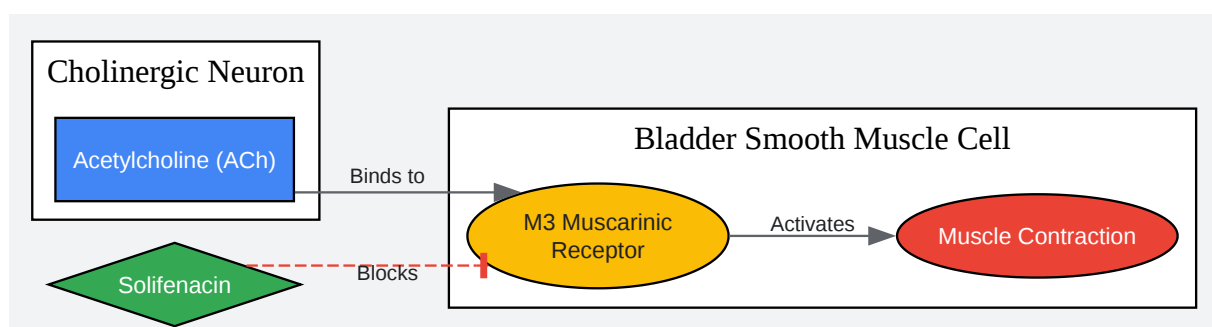 Cholinergic Neuron
Acetylcholine (ACh)
Binds to
Bladder Smooth Muscle Cell
M3 Muscarinic
Receptor
Activates
Muscle Contraction
Solifenacin
Blocks